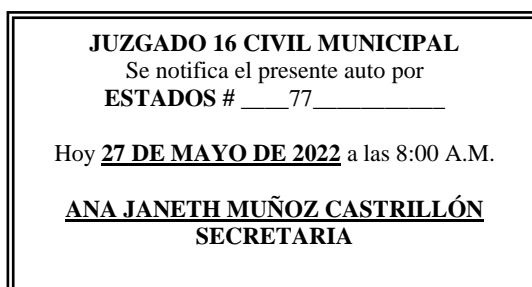 JUZGADO 16 CIVIL MUNICIPAL
Se notifica el presente auto por
ESTADOS # ____77___________
Hoy 27 DE MAYO DE 2022 a las 8:00 A.M.
ANA JANETH MUÑOZ CASTRILLÓN
SECRETARIA